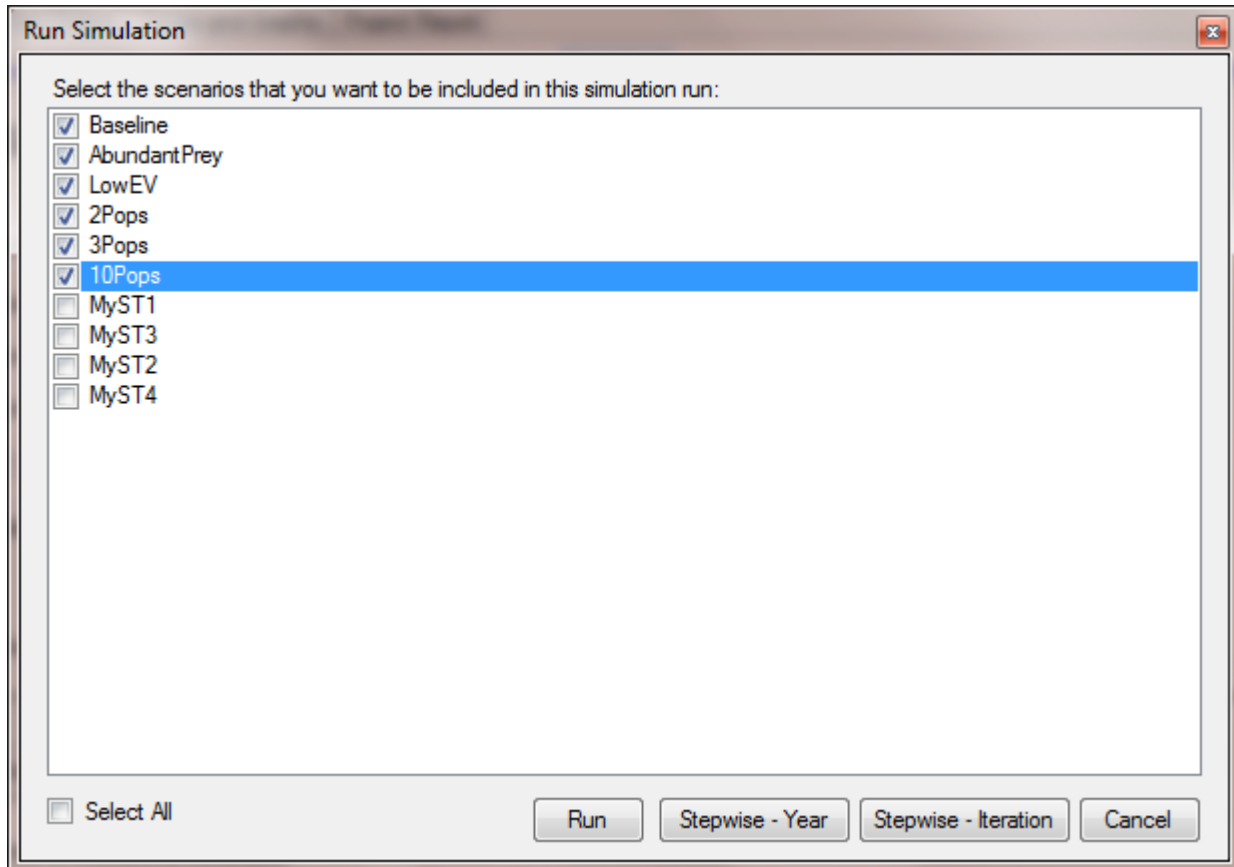 Run Simulation
Select the scenarios that you want to be included in this simulation run:
Baseline
AbundantPrey
LowEV
2Pops
3Pops
10Pops
MyST1
MyST3
MyST2
MyST4
Select All
Run
Stepwise - Year
Stepwise - Iteration
Cancel